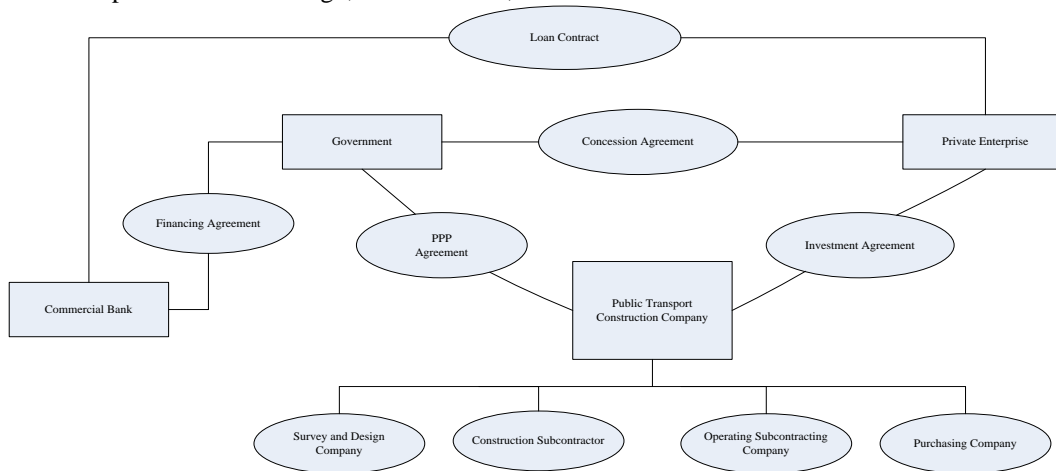 Loan Contract
Government
Concession Agreement
Private Enterprise
Financing Agreement
PPP
Agreement
Investment Agreement
Commercial Bank
Public Transport
Construction Company
Survey and Design
Company
Construction Subcontractor
Operating Subcontracting
Company
Purchasing Company